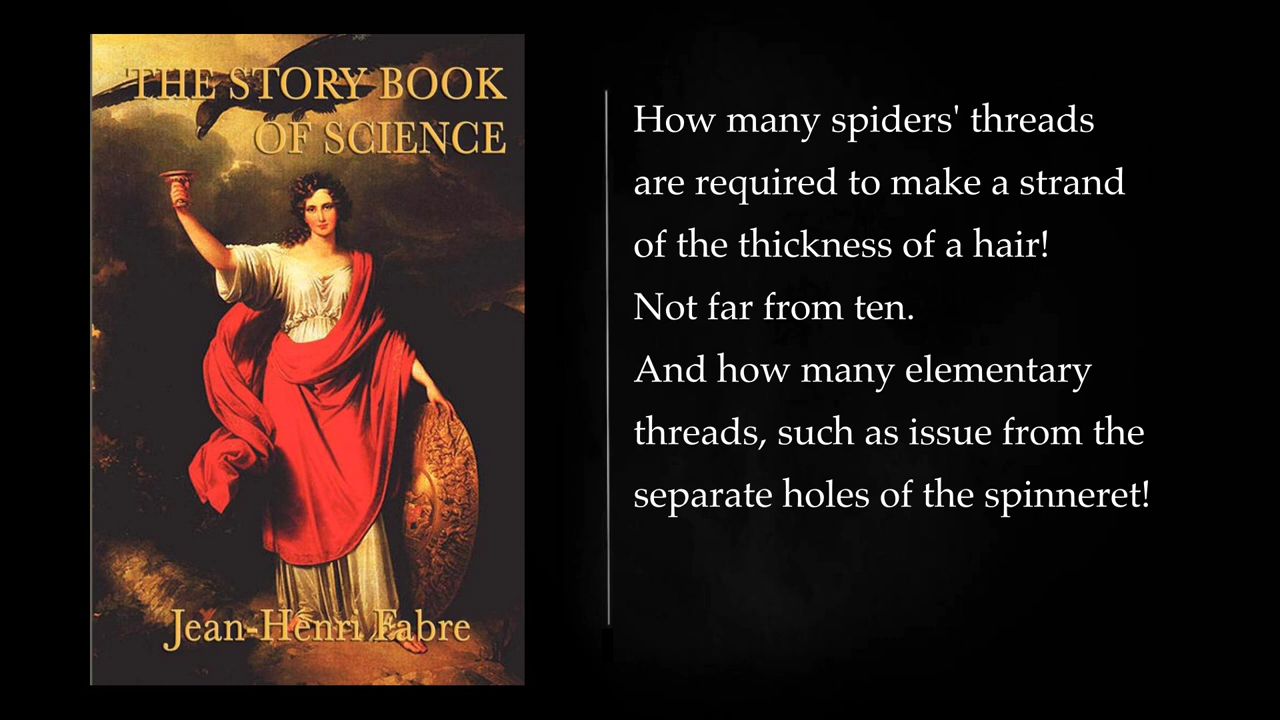 THE STORY BOOK
OF SCIENCE
Jean-Henri Fabre
How many spiders' threads
are required to make a strand
of the thickness of a hair!
Not far from ten.
And how many elementary
threads, such as issue from the
separate holes of the spinneret!